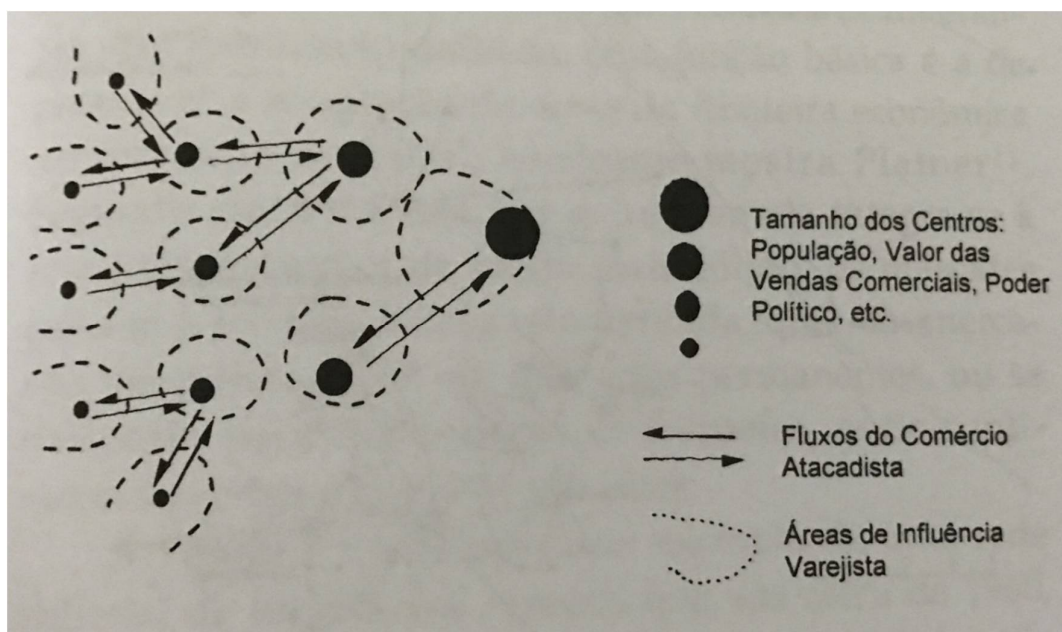 Tamanho dos Centros:
População, Valor das
Vendas Comerciais, Poder
Político, etc.
Fluxos do Comércio
Atacadista
Áreas de Influência
Varejista